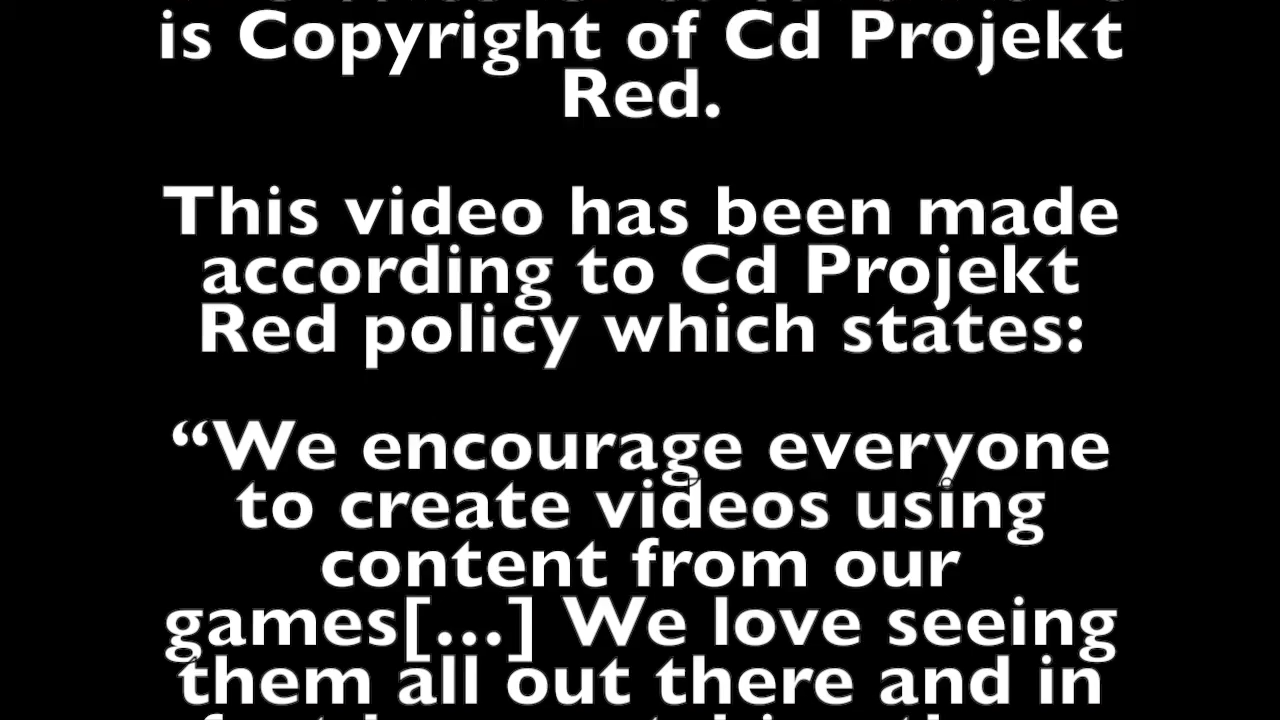 is Copyright of Cd Projekt
Red.
This video has been made
according to Cd Projekt
Red policy which states:
“We encourage everyone
to create videos using
content from our
games[...] We love seeing
them all out there and in